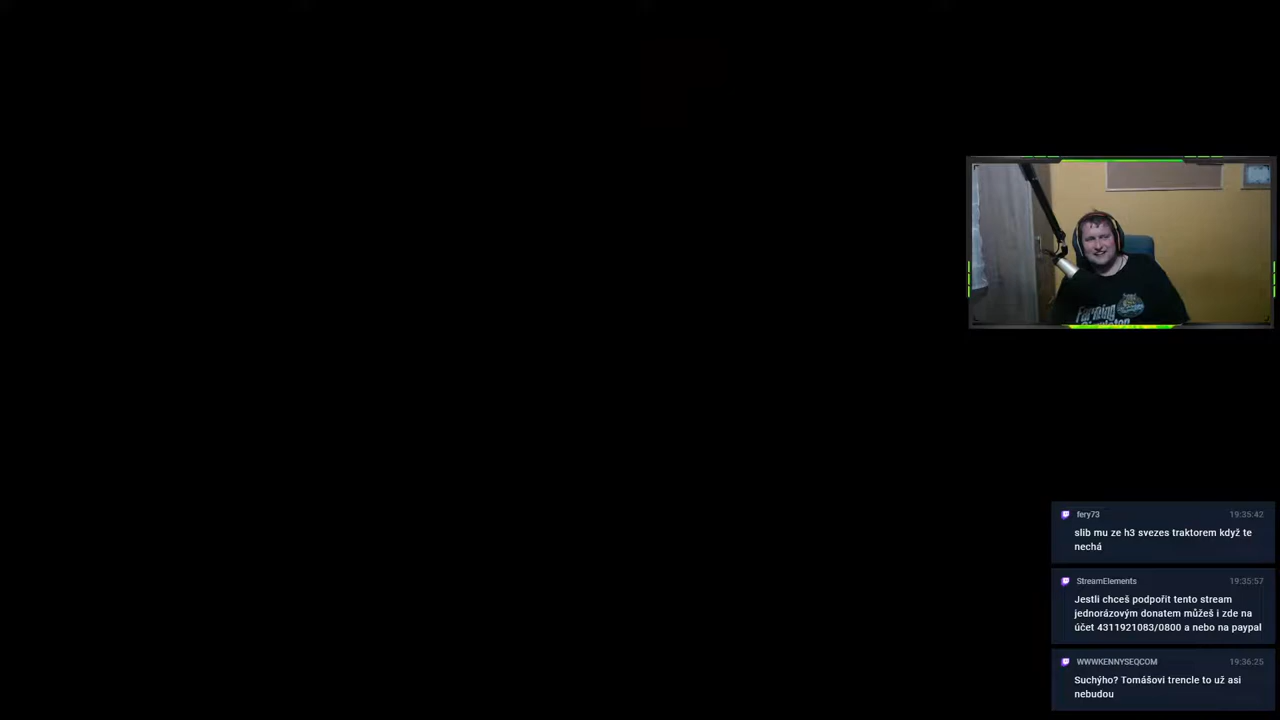 Farming
Simulator
fery73 19:35:42
slib mu ze h3 svezes traktorem když te
nechá
StreamElements 19:35:57
Jestli chceš podpořit tento stream
jednorázovým donatem můžeš i zde na
účet 4311921083/0800 a nebo na paypal
WWWKENNYSEQCOM 19:36:25
Suchýho? Tomášovi trencle to už asi
nebudou